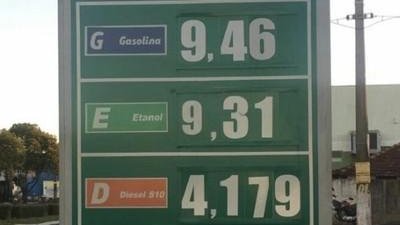 G Gasolina 9,46
E Etanol 9,31
D Diesel S10 4,179